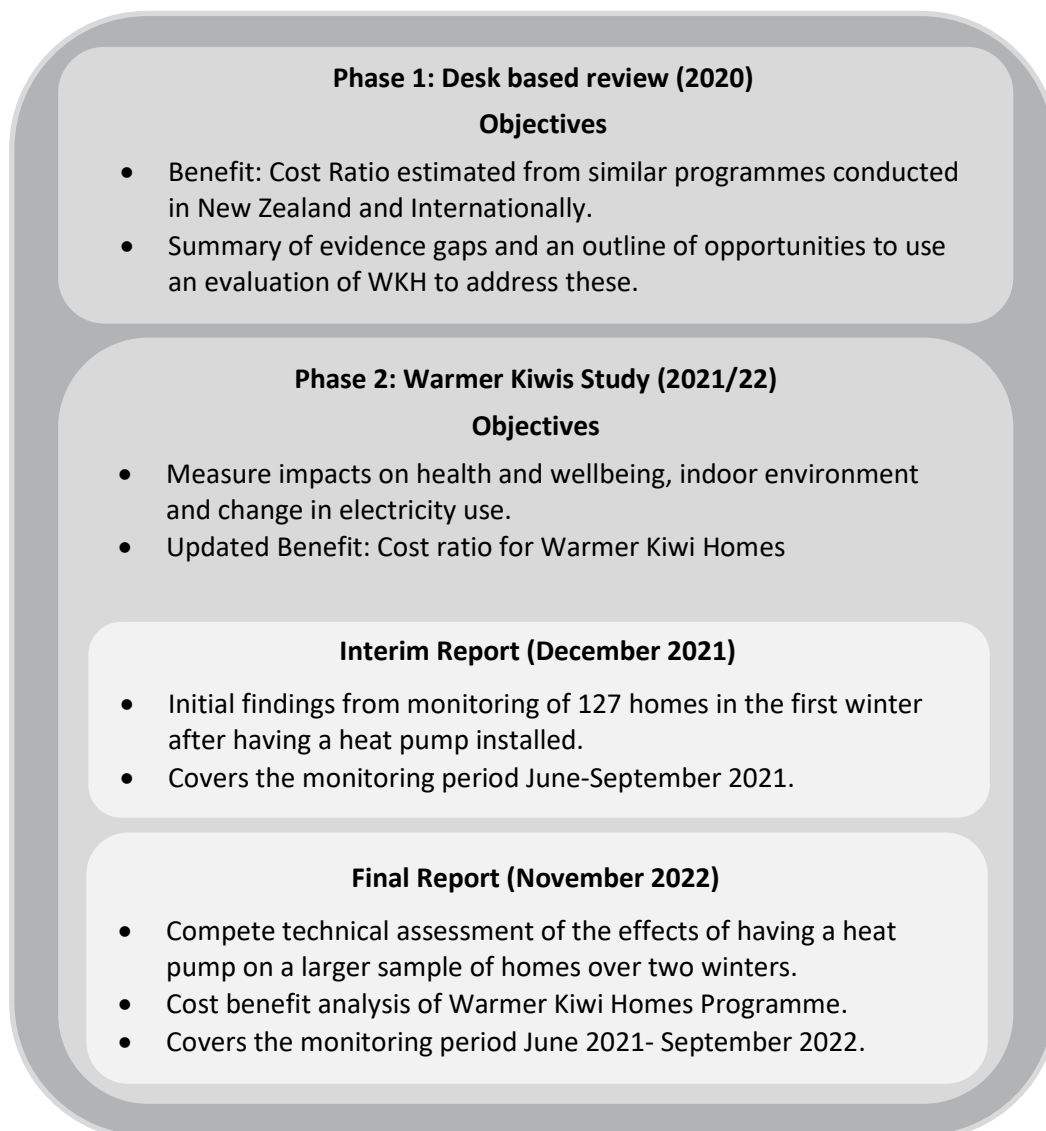 Phase 1: Desk based review (2020)
Objectives
• Benefit: Cost Ratio estimated from similar programmes conducted
in New Zealand and Internationally.
• Summary of evidence gaps and an outline of opportunities to use
an evaluation of WKH to address these.
Phase 2: Warmer Kiwis Study (2021/22)
Objectives
• Measure impacts on health and wellbeing, indoor environment
and change in electricity use.
• Updated Benefit: Cost ratio for Warmer Kiwi Homes
Interim Report (December 2021)
• Initial findings from monitoring of 127 homes in the first winter
after having a heat pump installed.
• Covers the monitoring period June-September 2021.
Final Report (November 2022)
• Compete technical assessment of the effects of having a heat
pump on a larger sample of homes over two winters.
• Cost benefit analysis of Warmer Kiwi Homes Programme.
• Covers the monitoring period June 2021- September 2022.